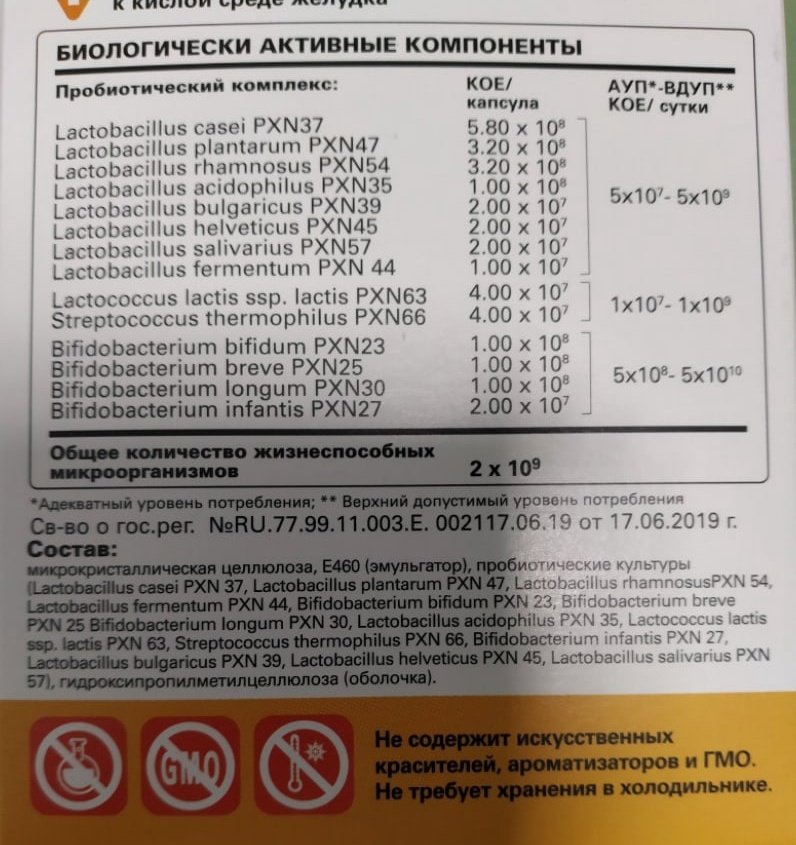 к кислой среде желудка
БИОЛОГИЧЕСКИ АКТИВНЫЕ КОМПОНЕНТЫ
Пробиотический комплекс: КОЕ/ капсула АУП*-ВДУП** КОЕ/ сутки
Lactobacillus casei PXN37 5.80 x 10⁸
Lactobacillus plantarum PXN47 3.20 x 10⁸
Lactobacillus rhamnosus PXN54 3.20 x 10⁸
Lactobacillus acidophilus PXN35 1.00 x 10⁸
Lactobacillus bulgaricus PXN39 2.00 x 10⁷
Lactobacillus helveticus PXN45 2.00 x 10⁷
Lactobacillus salivarius PXN57 2.00 x 10⁷
Lactobacillus fermentum PXN 44 1.00 x 10⁷
5x10⁷- 5x10⁹
Lactococcus lactis ssp. lactis PXN63 4.00 x 10⁷
Streptococcus thermophilus PXN66 4.00 x 10⁷
1x10⁷- 1x10⁹
Bifidobacterium bifidum PXN23 1.00 x 10⁸
Bifidobacterium breve PXN25 1.00 x 10⁸
Bifidobacterium longum PXN30 1.00 x 10⁸
Bifidobacterium infantis PXN27 2.00 x 10⁷
5x10⁸- 5x10¹⁰
Общее количество жизнеспособных
микроорганизмов 2 x 10⁹
*Адекватный уровень потребления; ** Верхний допустимый уровень потребления
Св-во о гос.рег. №RU.77.99.11.003.E. 002117.06.19 от 17.06.2019 г.
Состав:
микрокристаллическая целлюлоза, Е460 (эмульгатор), пробиотические культуры
(Lactobacillus casei PXN 37, Lactobacillus plantarum PXN 47, Lactobacillus rhamnosusPXN 54,
Lactobacillus fermentum PXN 44, Bifidobacterium bifidum PXN 23, Bifidobacterium breve
PXN 25 Bifidobacterium longum PXN 30, Lactobacillus acidophilus PXN 35, Lactococcus lactis
ssp. lactis PXN 63, Streptococcus thermophilus PXN 66, Bifidobacterium infantis PXN 27,
Lactobacillus bulgaricus PXN 39, Lactobacillus helveticus PXN 45, Lactobacillus salivarius PXN
57), гидроксипропилметилцеллюлоза (оболочка).
GMO
Не содержит искусственных
красителей, ароматизаторов и ГМО.
Не требует хранения в холодильнике.